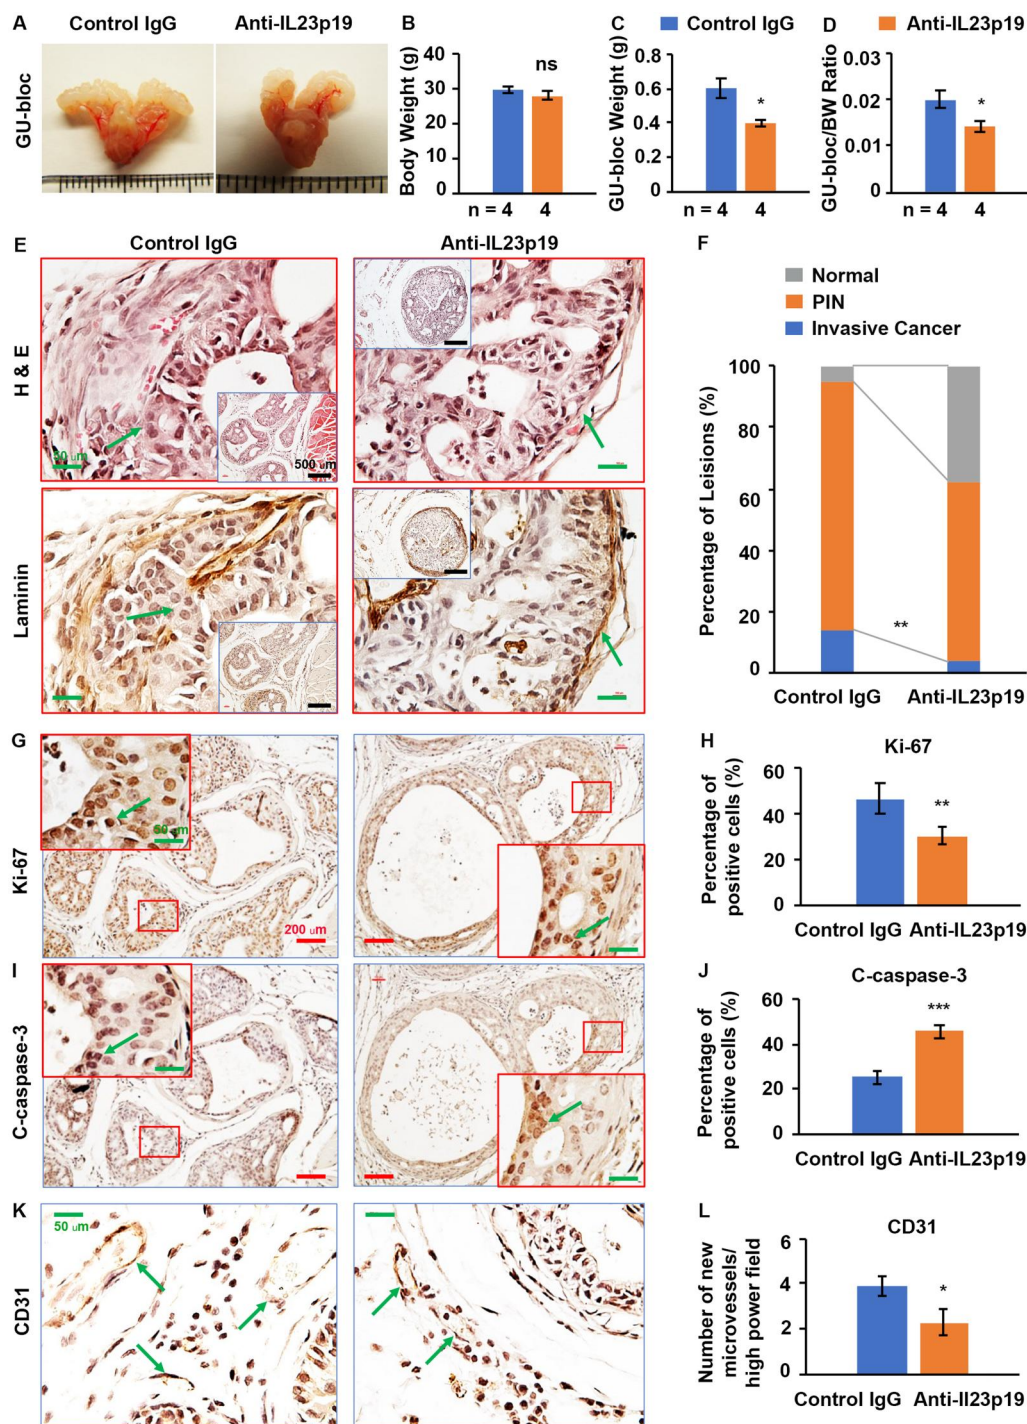 A
Control IgG
Anti-IL23p19
GU-bloc
B
Body Weight (g)
40
30
20
10
0
ns
n = 4
4
C
Control IgG
GU-bloc Weight (g)
0.8
0.6
0.4
0.2
0
*
n = 4
4
D
Anti-IL23p19
GU-bloc/BW Ratio
0.03
0.02
0.01
0
*
n = 4
4
E
Control IgG
Anti-IL23p19
H & E
50 um
500 um
Laminin
F
Normal
PIN
Invasive Cancer
Percentage of Leisions (%)
100
80
60
40
20
0
**
Control IgG
Anti-IL23p19
G
Ki-67
50 um
200 um
H
Ki-67
Percentage of
positive cells (%)
60
40
20
0
**
Control IgG
Anti-IL23p19
I
C-caspase-3
J
C-caspase-3
Percentage of
positive cells (%)
60
40
20
0
***
Control IgG
Anti-IL23p19
K
CD31
50 um
L
CD31
Number of new
microvessels/
high power field
6
4
2
0
*
Control IgG
Anti-Il23p19